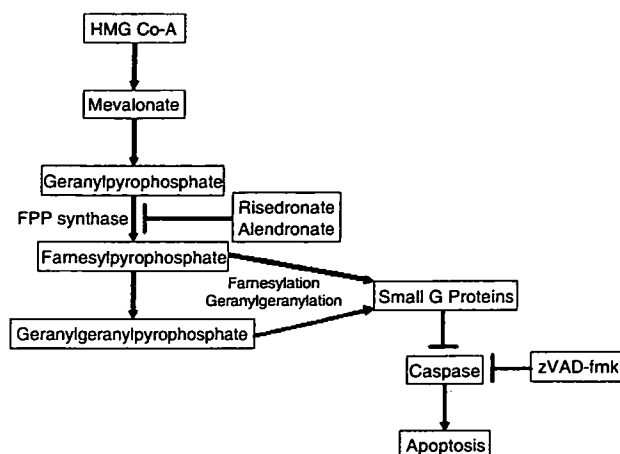 HMG Co-A
Mevalonate
Geranylpyrophosphate
FPP synthase
Risedronate
Alendronate
Farnesylpyrophosphate
Farnesylation
Geranylgeranylation
Small G Proteins
Geranylgeranylpyrophosphate
Caspase
zVAD-fmk
Apoptosis